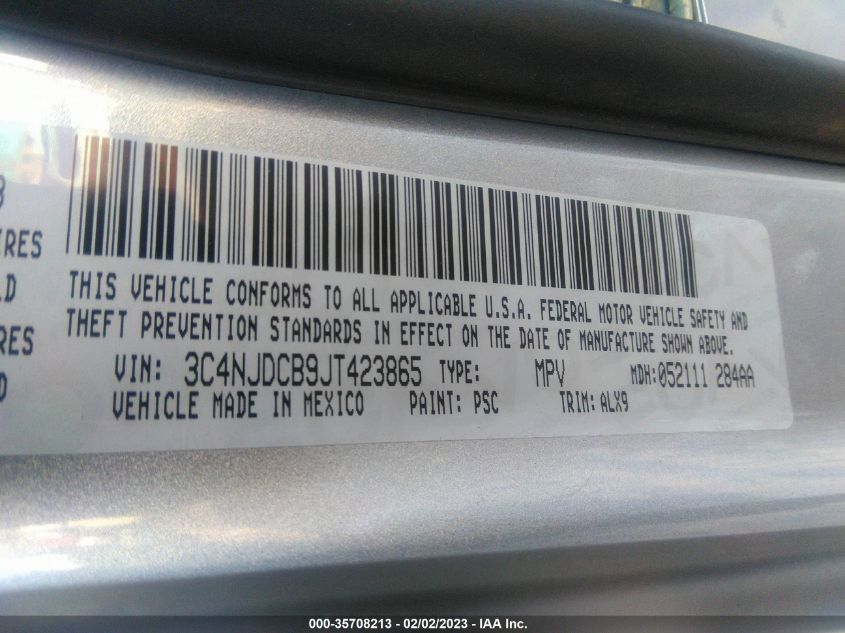 THIS VEHICLE CONFORMS TO ALL APPLICABLE U.S.A. FEDERAL MOTOR VEHICLE SAFETY AND
THEFT PREVENTION STANDARDS IN EFFECT ON THE DATE OF MANUFACTURE SHOWN ABOVE.
VIN: 3C4NJDCB9JT423865 TYPE: MPV MDH:052111 284AA
VEHICLE MADE IN MEXICO PAINT: PSC TRIM:ALX9
000-35708213 - 02/02/2023 - IAA Inc.